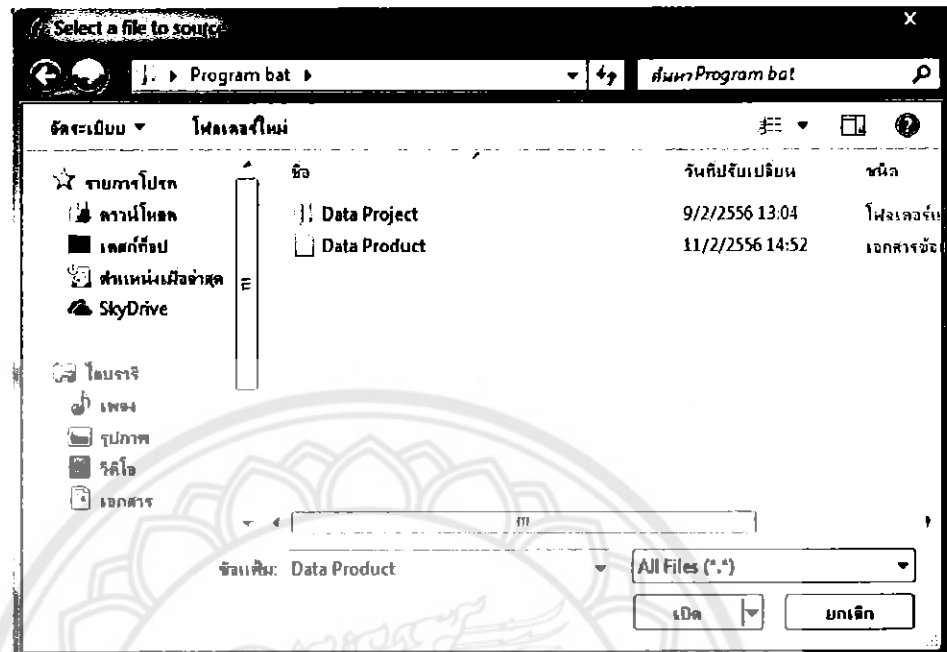 Select a file to source
Program bat
ค้นหา Program bat
จัดระเบียบ
โฟลเดอร์ใหม่
ชื่อ
วันที่ปรับเปลี่ยน
ชนิด
รายการโปรด
ดาวน์โหลด
เดสก์ท็อป
ตำแหน่งเมื่อล่าสุด
SkyDrive
Data Project
9/2/2556 13:04
Data Product
11/2/2556 14:52
ไลบรารี
เพลง
รูปภาพ
วิดีโอ
เอกสาร
ชื่อแฟ้ม: Data Product
All Files (*.*)
เปิด
ยกเลิก